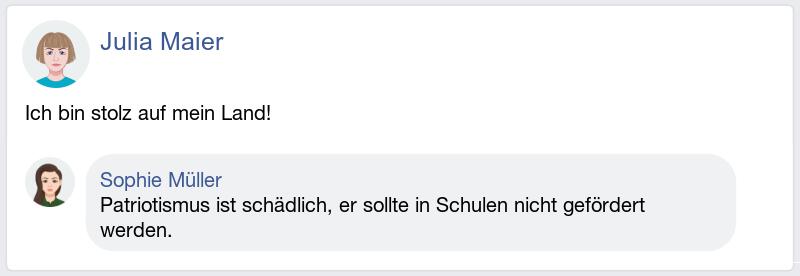 Julia Maier
Ich bin stolz auf mein Land!
Sophie Müller
Patriotismus ist schädlich, er sollte in Schulen nicht gefördert
werden.